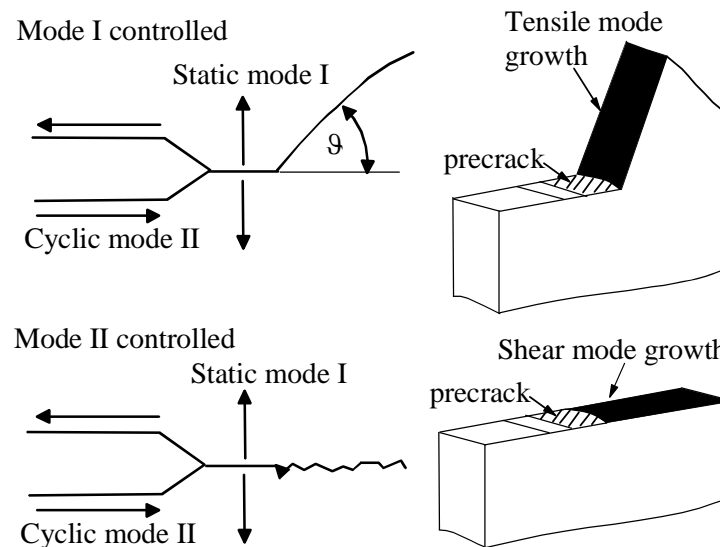 Mode I controlled
Static mode I
ϑ
Cyclic mode II
Tensile mode
growth
precrack
Mode II controlled
Static mode I
Cyclic mode II
Shear mode growth
precrack